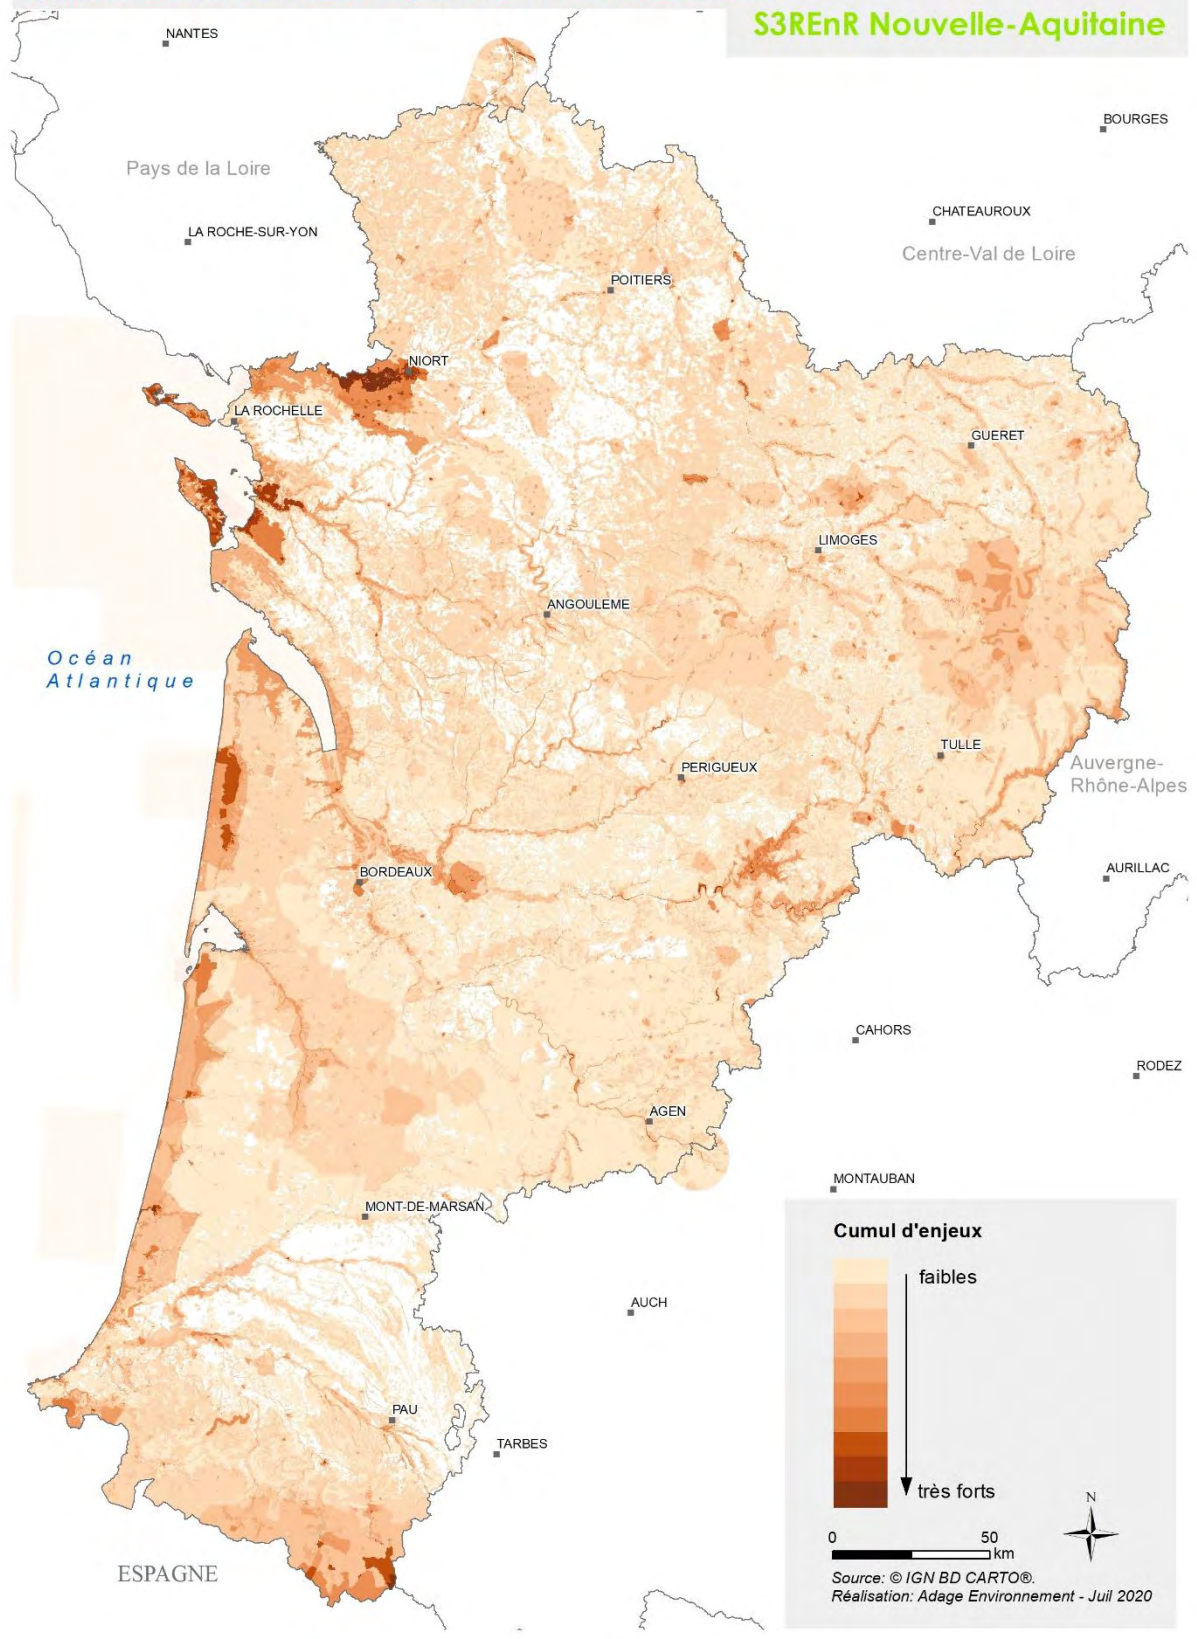 S3REnR Nouvelle-Aquitaine
NANTES
BOURGES
Pays de la Loire
CHATEAUROUX
LA ROCHE-SUR-YON
Centre-Val de Loire
POITIERS
NIORT
LA ROCHELLE
GUERET
LIMOGES
ANGOULEME
Océan
Atlantique
TULLE
PERIGUEUX
Auvergne-
Rhône-Alpes
BORDEAUX
AURILLAC
CAHORS
RODEZ
AGEN
MONTAUBAN
MONT-DE-MARSAN
Cumul d'enjeux
faibles
AUCH
PAU
TARBES
très forts
N
0 50
km
ESPAGNE
Source: © IGN BD CARTO®.
Réalisation: Adage Environnement - Juil 2020